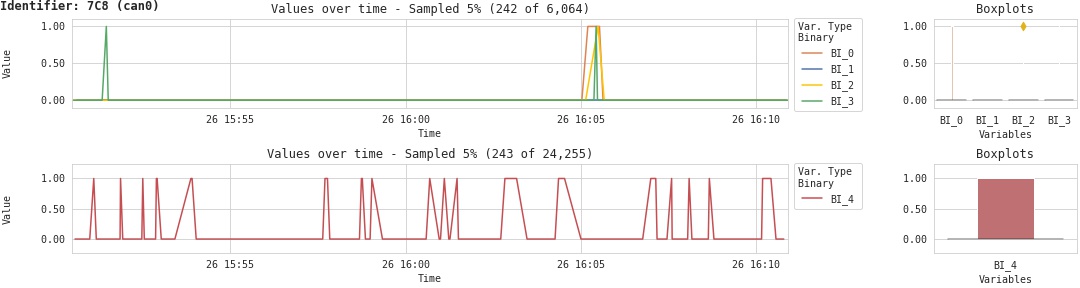 Identifier: 7C8 (can0)
Values over time - Sampled 5% (242 of 6,064)
Value
1.00
0.50
0.00
26 15:55
26 16:00
26 16:05
26 16:10
Time
Var. Type
Binary
BI_0
BI_1
BI_2
BI_3
Boxplots
1.00
0.50
0.00
BI_0
BI_1
BI_2
BI_3
Variables
Values over time - Sampled 5% (243 of 24,255)
Value
1.00
0.50
0.00
26 15:55
26 16:00
26 16:05
26 16:10
Time
Var. Type
Binary
BI_4
Boxplots
1.00
0.50
0.00
BI_4
Variables